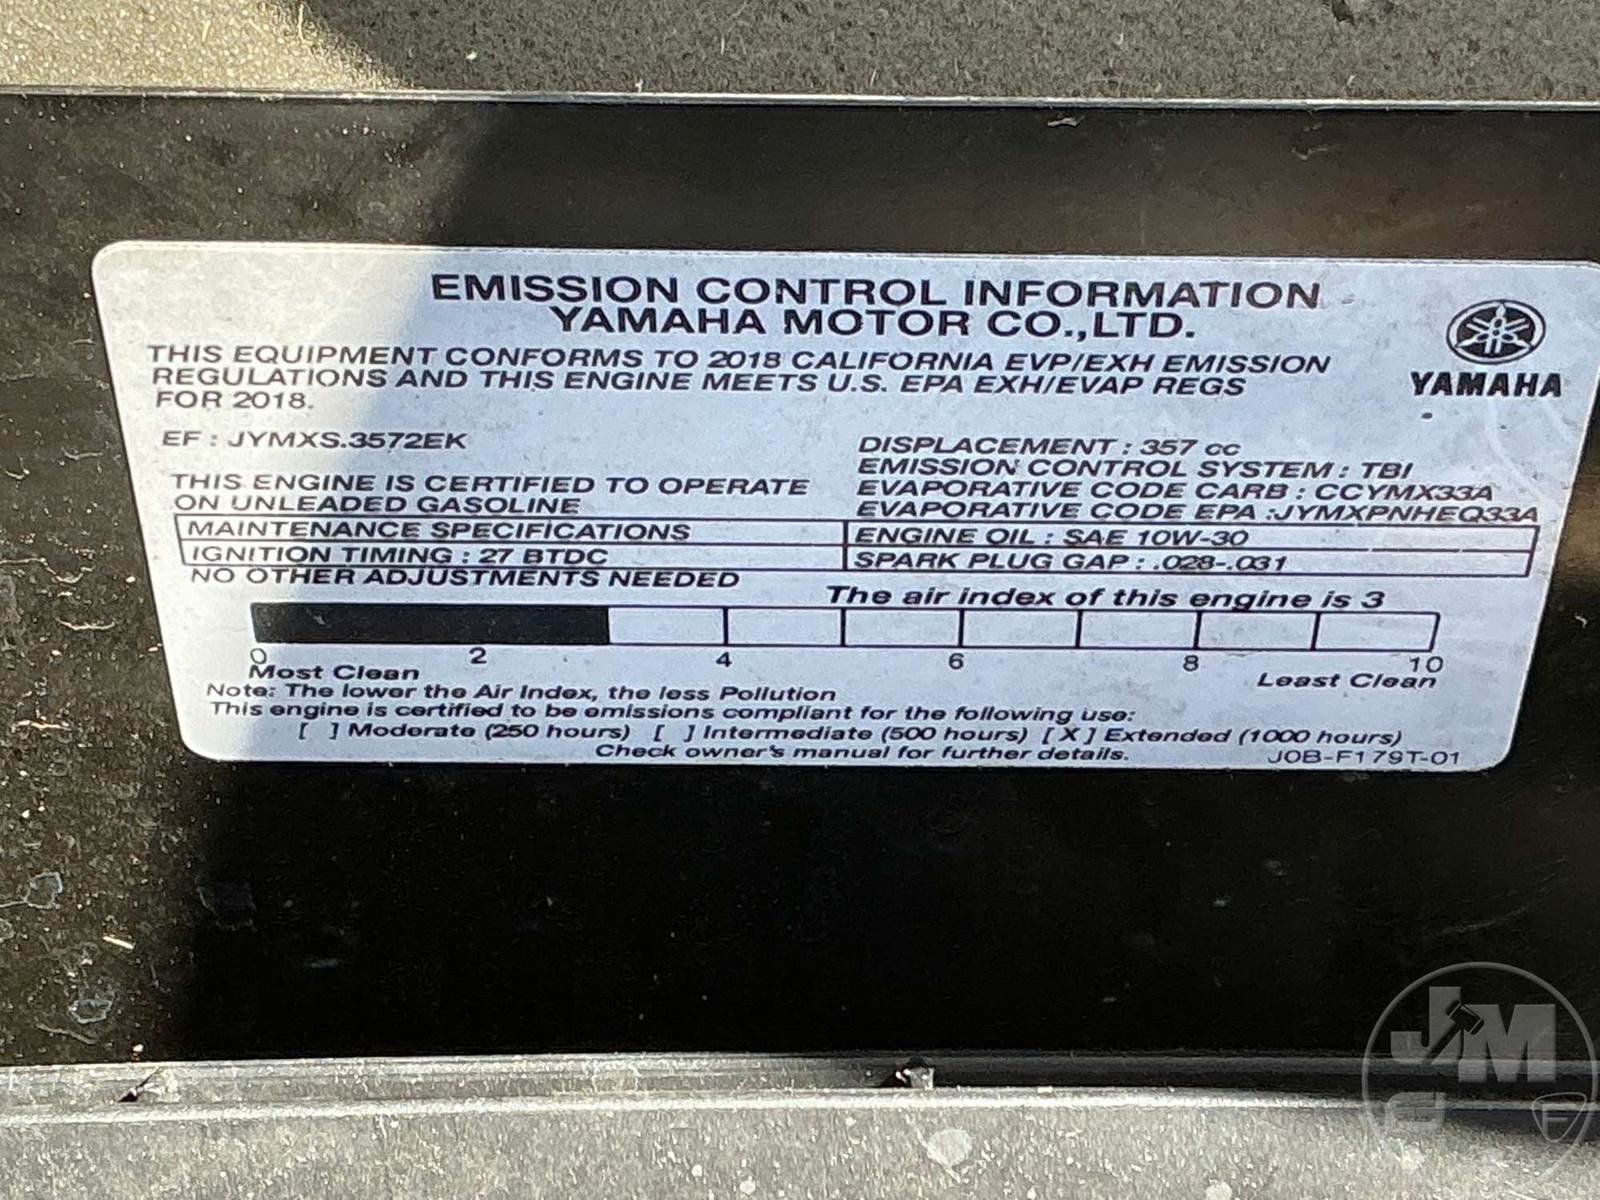 EMISSION CONTROL INFORMATION
YAMAHA MOTOR CO.,LTD.
YAMAHA
THIS EQUIPMENT CONFORMS TO 2018 CALIFORNIA EVP/EXH EMISSION
REGULATIONS AND THIS ENGINE MEETS U.S. EPA EXH/EVAP REGS
FOR 2018.
EF : JYMXS.3572EK
THIS ENGINE IS CERTIFIED TO OPERATE
ON UNLEADED GASOLINE
DISPLACEMENT : 357 cc
EMISSION CONTROL SYSTEM : TBI
EVAPORATIVE CODE CARB : CCYMX33A
EVAPORATIVE CODE EPA :JYMXPNHEQ33A
MAINTENANCE SPECIFICATIONS
ENGINE OIL : SAE 10W-30
IGNITION TIMING : 27 BTDC
SPARK PLUG GAP : .028-.031
NO OTHER ADJUSTMENTS NEEDED
The air index of this engine is 3
0 2 4 6 8 10
Most Clean Least Clean
Note: The lower the Air Index, the less Pollution
This engine is certified to be emissions compliant for the following use:
[ ] Moderate (250 hours) [ ] Intermediate (500 hours) [X] Extended (1000 hours)
Check owner's manual for further details. J0B-F179T-01
JM